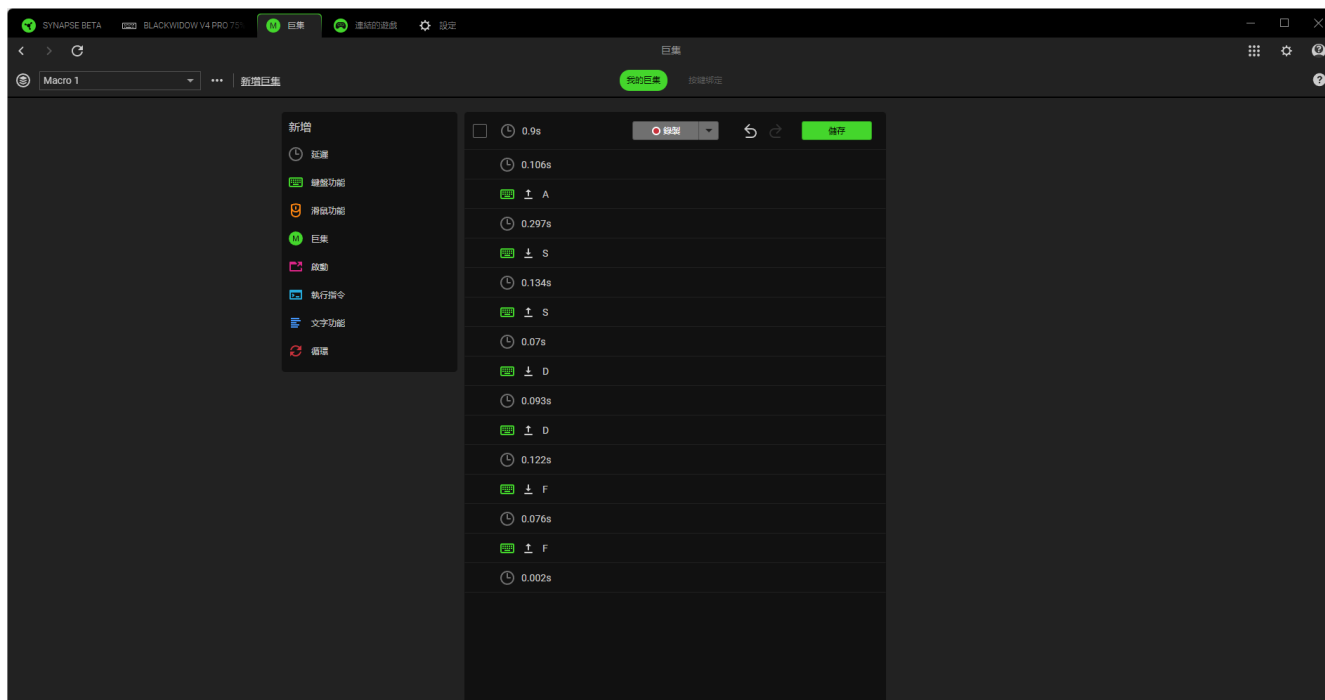 SYNAPSE BETA BLACKWIDOW V4 PRO 75% 巨集 連結的遊戲 設定
巨集
Macro 1 新增巨集 我的巨集 按鍵綁定
新增
延遲
鍵盤功能
滑鼠功能
巨集
啟動
執行指令
文字功能
循環
0.9s 錄製 儲存
0.106s
A
0.297s
S
0.134s
S
0.07s
D
0.093s
D
0.122s
F
0.076s
F
0.002s